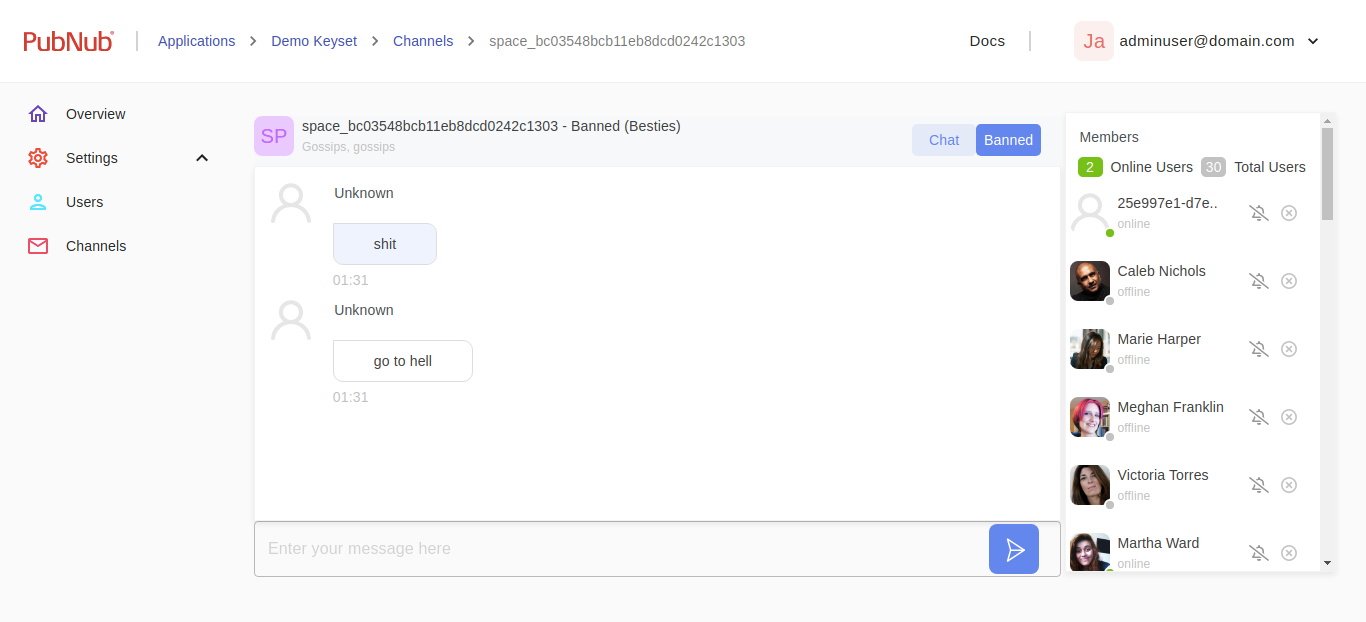 PubNub
Applications
Demo Keyset
Channels
space_bc03548bcb11eb8dcd0242c1303
Docs
Ja
adminuser@domain.com
Overview
Settings
Users
Channels
SP
space_bc03548bcb11eb8dcd0242c1303 - Banned (Besties)
Gossips, gossips
Chat
Banned
Unknown
shit
01:31
Unknown
go to hell
01:31
Enter your message here
Members
2 Online Users 30 Total Users
25e997e1-d7e..
online
Caleb Nichols
offline
Marie Harper
offline
Meghan Franklin
offline
Victoria Torres
offline
Martha Ward
online